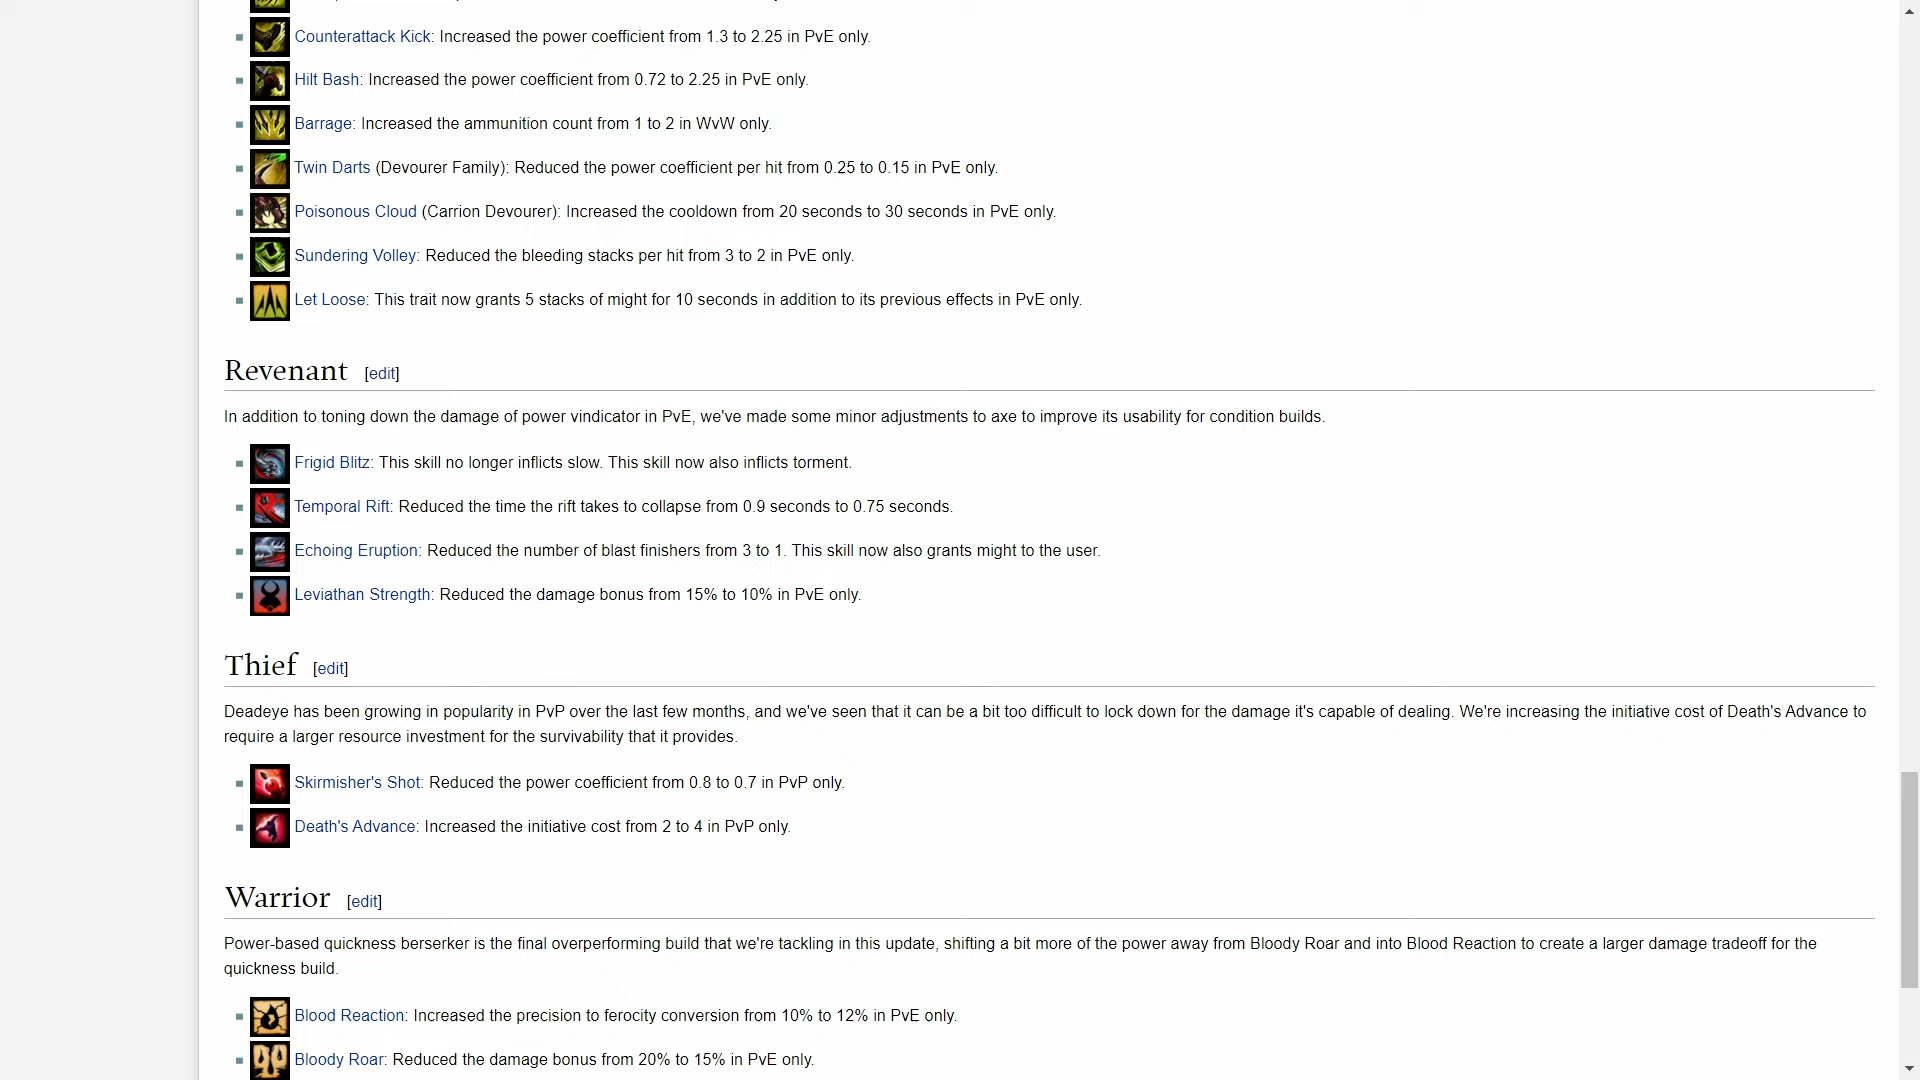 Counterattack Kick: Increased the power coefficient from 1.3 to 2.25 in PvE only.
Hilt Bash: Increased the power coefficient from 0.72 to 2.25 in PvE only.
Barrage: Increased the ammunition count from 1 to 2 in WvW only.
Twin Darts (Devourer Family): Reduced the power coefficient per hit from 0.25 to 0.15 in PvE only.
Poisonous Cloud (Carrion Devourer): Increased the cooldown from 20 seconds to 30 seconds in PvE only.
Sundering Volley: Reduced the bleeding stacks per hit from 3 to 2 in PvE only.
Let Loose: This trait now grants 5 stacks of might for 10 seconds in addition to its previous effects in PvE only.
Revenant [edit]
In addition to toning down the damage of power vindicator in PvE, we've made some minor adjustments to axe to improve its usability for condition builds.
Frigid Blitz: This skill no longer inflicts slow. This skill now also inflicts torment.
Temporal Rift: Reduced the time the rift takes to collapse from 0.9 seconds to 0.75 seconds.
Echoing Eruption: Reduced the number of blast finishers from 3 to 1. This skill now also grants might to the user.
Leviathan Strength: Reduced the damage bonus from 15% to 10% in PvE only.
Thief [edit]
Deadeye has been growing in popularity in PvP over the last few months, and we've seen that it can be a bit too difficult to lock down for the damage it's capable of dealing. We're increasing the initiative cost of Death's Advance to
require a larger resource investment for the survivability that it provides.
Skirmisher's Shot: Reduced the power coefficient from 0.8 to 0.7 in PvP only.
Death's Advance: Increased the initiative cost from 2 to 4 in PvP only.
Warrior [edit]
Power-based quickness berserker is the final overperforming build that we're tackling in this update, shifting a bit more of the power away from Bloody Roar and into Blood Reaction to create a larger damage tradeoff for the
quickness build.
Blood Reaction: Increased the precision to ferocity conversion from 10% to 12% in PvE only.
Bloody Roar: Reduced the damage bonus from 20% to 15% in PvE only.